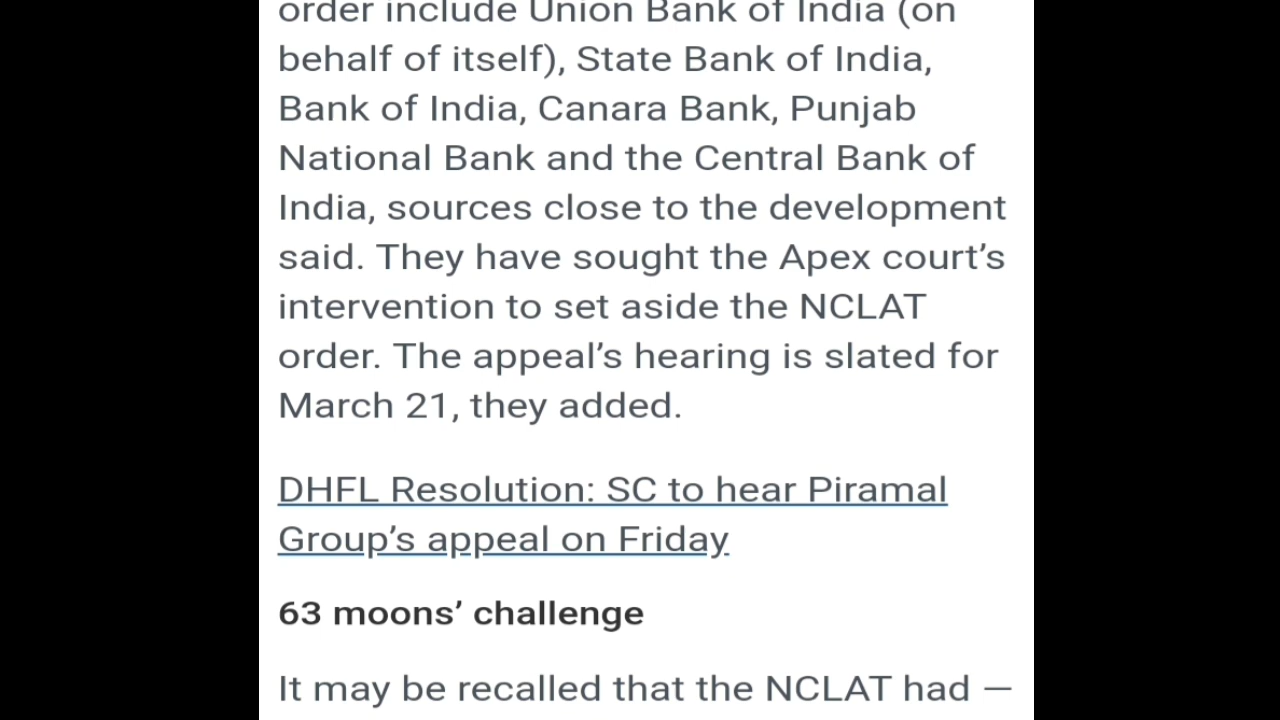 order include Union Bank of India (on
behalf of itself), State Bank of India,
Bank of India, Canara Bank, Punjab
National Bank and the Central Bank of
India, sources close to the development
said. They have sought the Apex court’s
intervention to set aside the NCLAT
order. The appeal’s hearing is slated for
March 21, they added.
DHFL Resolution: SC to hear Piramal
Group’s appeal on Friday
63 moons’ challenge
It may be recalled that the NCLAT had —